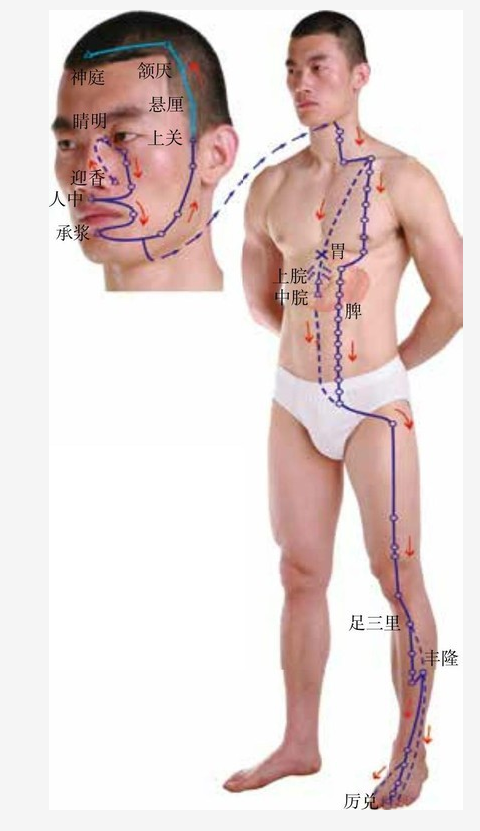 神庭
颔厌
悬厘
睛明
上关
迎香
人中
承浆
胃
上脘
中脘
脾
足三里
丰隆
厉兑